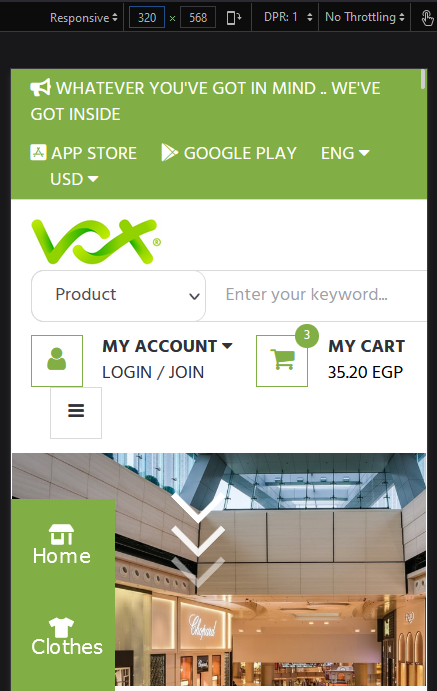 Responsive 320 × 568 DPR: 1 No Throttling
WHATEVER YOU'VE GOT IN MIND .. WE'VE
GOT INSIDE
APP STORE GOOGLE PLAY ENG
USD
VOX®
Product Enter your keyword...
3
MY ACCOUNT MY CART
LOGIN / JOIN 35.20 EGP
Home
Chopard
Clothes